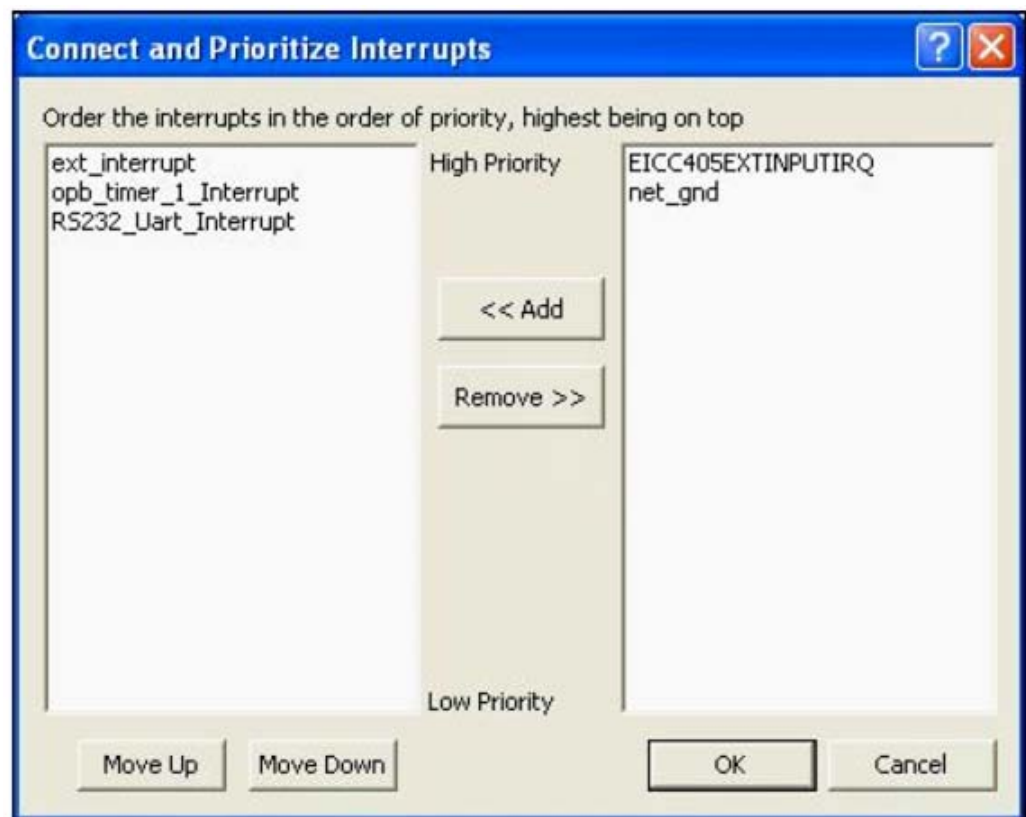 Connect and Prioritize Interrupts
Order the interrupts in the order of priority, highest being on top
ext_interrupt
opb_timer_1_Interrupt
RS232_Uart_Interrupt
High Priority
<< Add
Remove >>
Low Priority
EICC405EXTINPUTIRQ
net_gnd
Move Up
Move Down
OK
Cancel